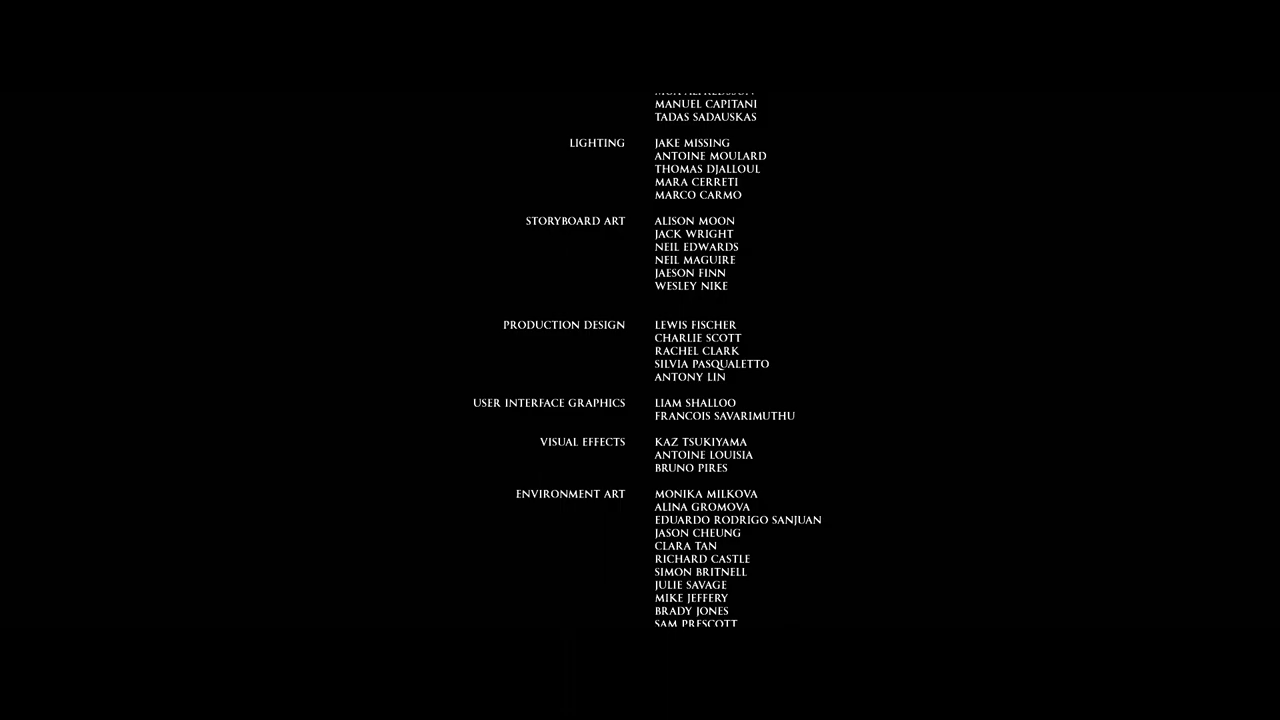 MANUEL CAPITANI
TADAS SADAUSKAS
LIGHTING JAKE MISSING
ANTOINE MOULARD
THOMAS DJALLOUL
MARA CERRETI
MARCO CARMO
STORYBOARD ART ALISON MOON
JACK WRIGHT
NEIL EDWARDS
NEIL MAGUIRE
JAESON FINN
WESLEY NIKE
PRODUCTION DESIGN LEWIS FISCHER
CHARLIE SCOTT
RACHEL CLARK
SILVIA PASQUALETTO
ANTONY LIN
USER INTERFACE GRAPHICS LIAM SHALLOO
FRANCOIS SAVARIMUTHU
VISUAL EFFECTS KAZ TSUKIYAMA
ANTOINE LOUISIA
BRUNO PIRES
ENVIRONMENT ART MONIKA MILKOVA
ALINA GROMOVA
EDUARDO RODRIGO SANJUAN
JASON CHEUNG
CLARA TAN
RICHARD CASTLE
SIMON BRITNELL
JULIE SAVAGE
MIKE JEFFERY
BRADY JONES
SAM PRESCOTT